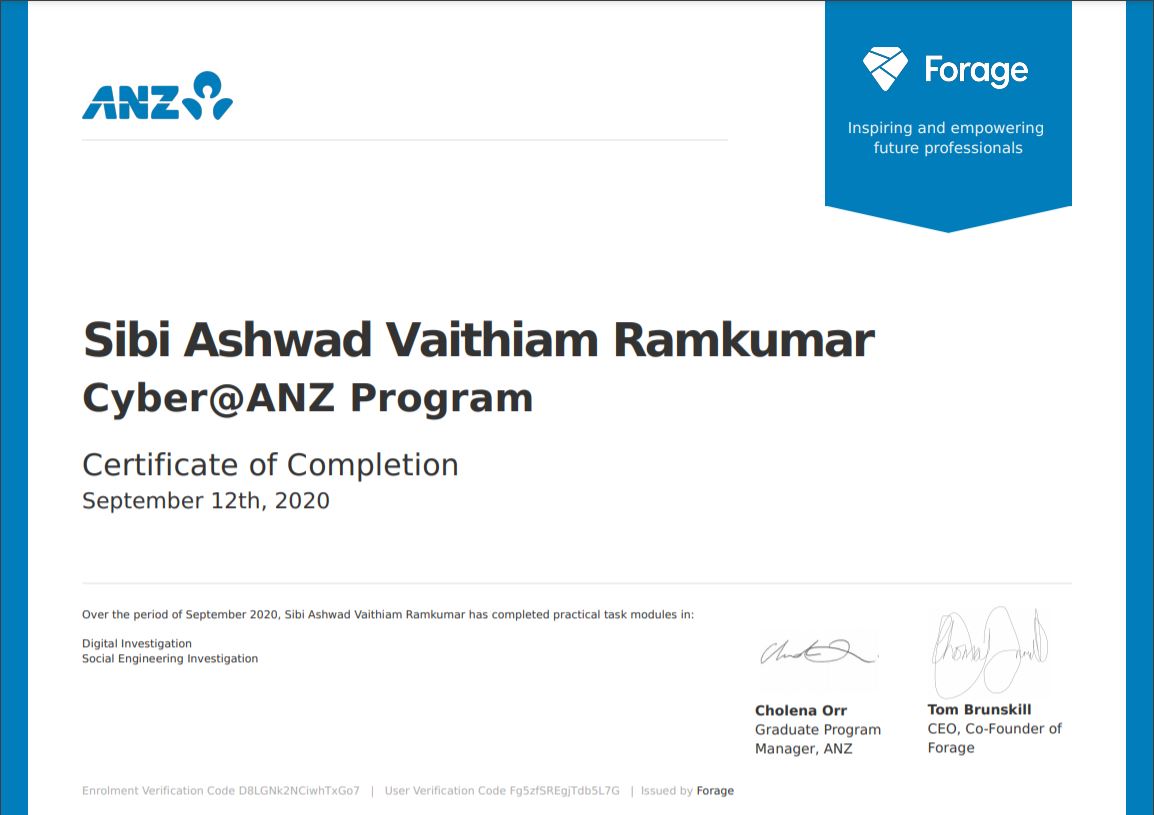 ANZ
Forage
Inspiring and empowering
future professionals
Sibi Ashwad Vaithiam Ramkumar
Cyber@ANZ Program
Certificate of Completion
September 12th, 2020
Over the period of September 2020, Sibi Ashwad Vaithiam Ramkumar has completed practical task modules in:
Digital Investigation
Social Engineering Investigation
Cholena Orr
Graduate Program
Manager, ANZ
Tom Brunskill
CEO, Co-Founder of
Forage
Enrolment Verification Code D8LGNk2NCiwhTxGo7 | User Verification Code Fg5zfSREgjTdb5L7G | Issued by Forage